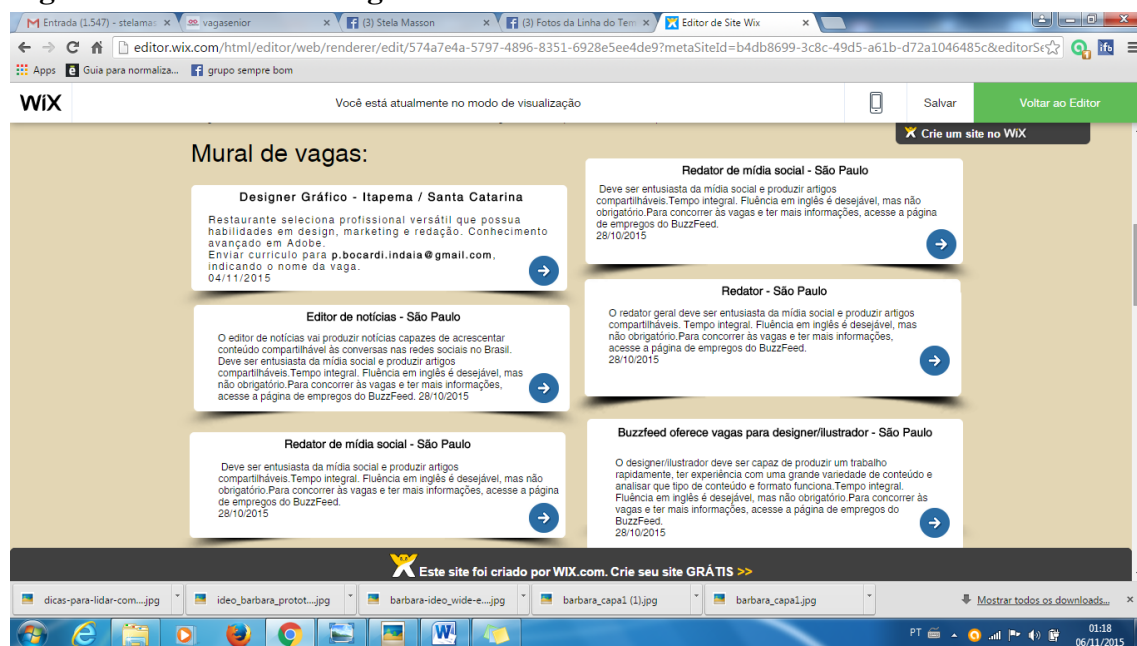 Entrada (1.547) - stelamas
vagasenior
(3) Stela Masson
(3) Fotos da Linha do Tem
Editor de Site Wix
editor.wix.com/html/editor/web/renderer/edit/574a7e4a-5797-4896-8351-6928e5ee4de9?metaSiteId=b4db8699-3c8c-49d5-a61b-d72a1046485c&editorSe
Apps
Guia para normaliza...
grupo sempre bom
WiX
Você está atualmente no modo de visualização
Salvar
Voltar ao Editor
Crie um site no WiX
Mural de vagas:
Designer Gráfico - Itapema / Santa Catarina
Restaurante seleciona profissional versátil que possua
habilidades em design, marketing e redação. Conhecimento
avançado em Adobe.
Enviar currículo para p.bocardi.indaia@gmail.com,
indicando o nome da vaga.
04/11/2015
Editor de notícias - São Paulo
O editor de notícias vai produzir notícias capazes de acrescentar
conteúdo compartilhável às conversas nas redes sociais no Brasil.
Deve ser entusiasta da mídia social e produzir artigos
compartilháveis.Tempo integral. Fluência em inglês é desejável, mas
não obrigatório.Para concorrer às vagas e ter mais informações,
acesse a página de empregos do BuzzFeed. 28/10/2015
Redator de mídia social - São Paulo
Deve ser entusiasta da mídia social e produzir artigos
compartilháveis.Tempo integral. Fluência em inglês é desejável, mas não
obrigatório.Para concorrer às vagas e ter mais informações, acesse a página
de empregos do BuzzFeed.
28/10/2015
Redator de mídia social - São Paulo
Deve ser entusiasta da mídia social e produzir artigos
compartilháveis.Tempo integral. Fluência em inglês é desejável, mas não
obrigatório.Para concorrer às vagas e ter mais informações, acesse a página
de empregos do BuzzFeed.
28/10/2015
Redator - São Paulo
O redator geral deve ser entusiasta da mídia social e produzir artigos
compartilháveis. Tempo integral. Fluência em inglês é desejável, mas
não obrigatório.Para concorrer às vagas e ter mais informações,
acesse a página de empregos do BuzzFeed.
28/10/2015
Buzzfeed oferece vagas para designer/ilustrador - São Paulo
O designer/ilustrador deve ser capaz de produzir um trabalho
rapidamente, ter experiência com uma grande variedade de conteúdo e
analisar que tipo de conteúdo e formato funciona.Tempo integral.
Fluência em inglês é desejável, mas não obrigatório.Para concorrer às
vagas e ter mais informações, acesse a página de empregos do
BuzzFeed.
28/10/2015
Este site foi criado por WIX.com. Crie seu site GRÁTIS >>
dicas-para-lidar-com....jpg
ideo_barbara_protot....jpg
barbara-ideo_wide-e....jpg
barbara_capa1 (1).jpg
barbara_capa1.jpg
Mostrar todos os downloads...
PT
01:18
06/11/2015